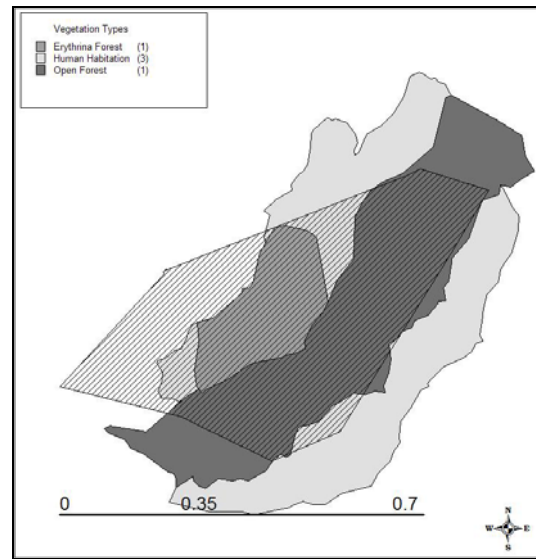 Vegetation Types
Erythrina Forest (1)
Human Habitation (3)
Open Forest (1)
0 0.35 0.7
N
W E
S